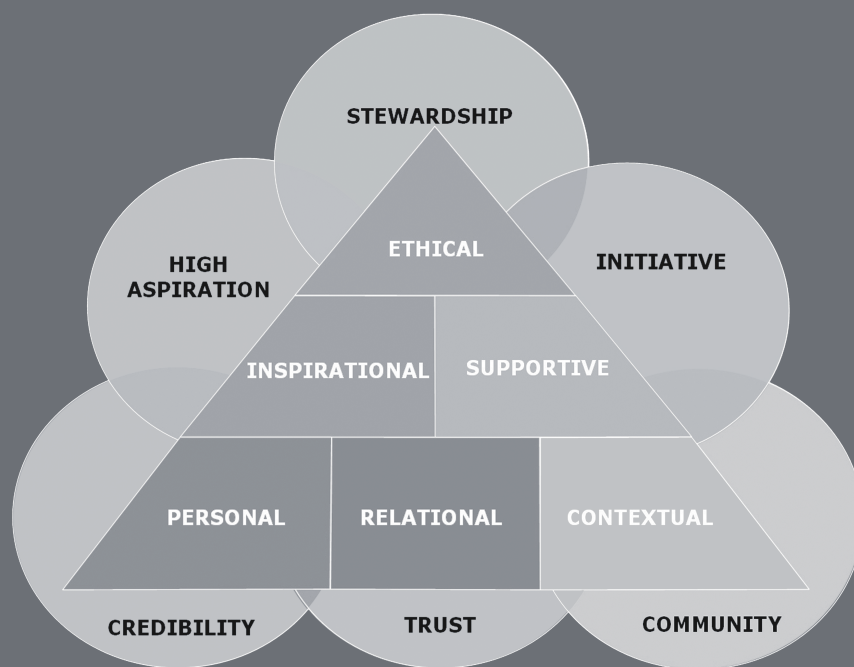 STEWARDSHIP
ETHICAL
HIGH
ASPIRATION
INITIATIVE
INSPIRATIONAL
SUPPORTIVE
PERSONAL
RELATIONAL
CONTEXTUAL
CREDIBILITY
TRUST
COMMUNITY